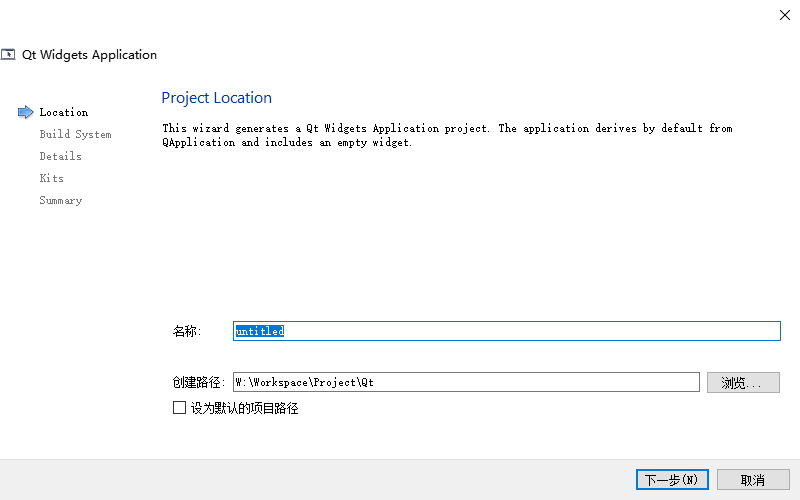 Qt Widgets Application
Location
Build System
Details
Kits
Summary
Project Location
This wizard generates a Qt Widgets Application project. The application derives by default from
QApplication and includes an empty widget.
名称:
untitled
创建路径:
W:\Workspace\Project\Qt
浏览...
设为默认的项目路径
下一步(N)
取消